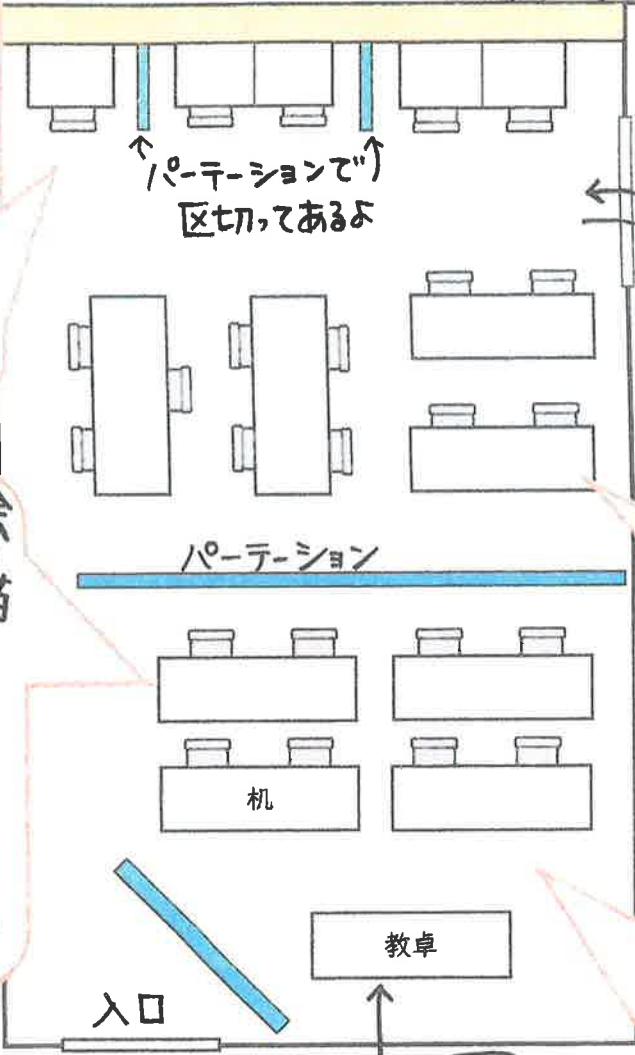 パーテーションで
区切ってあるよ
パーテーション
机
教卓
入口